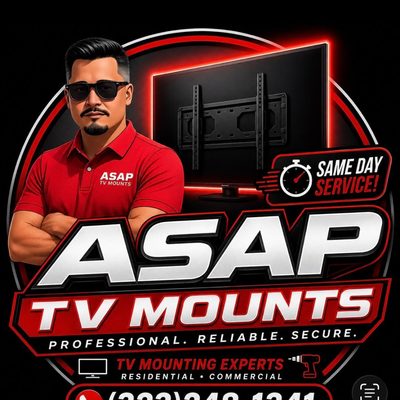 ASAP
TV MOUNTS
SAME DAY
SERVICE!
ASAP
TV MOUNTS
PROFESSIONAL. RELIABLE. SECURE.
TV MOUNTING EXPERTS
RESIDENTIAL • COMMERCIAL